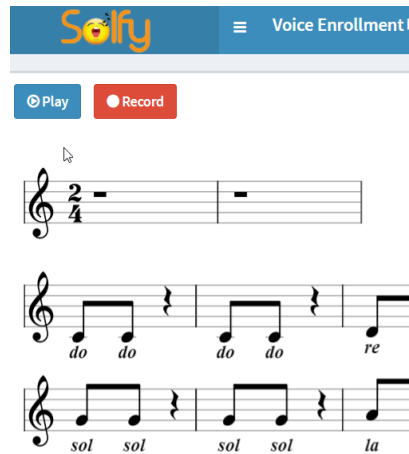 Solfy
Voice Enrollment
Play Record
2
4
do do do do re
sol sol sol sol la